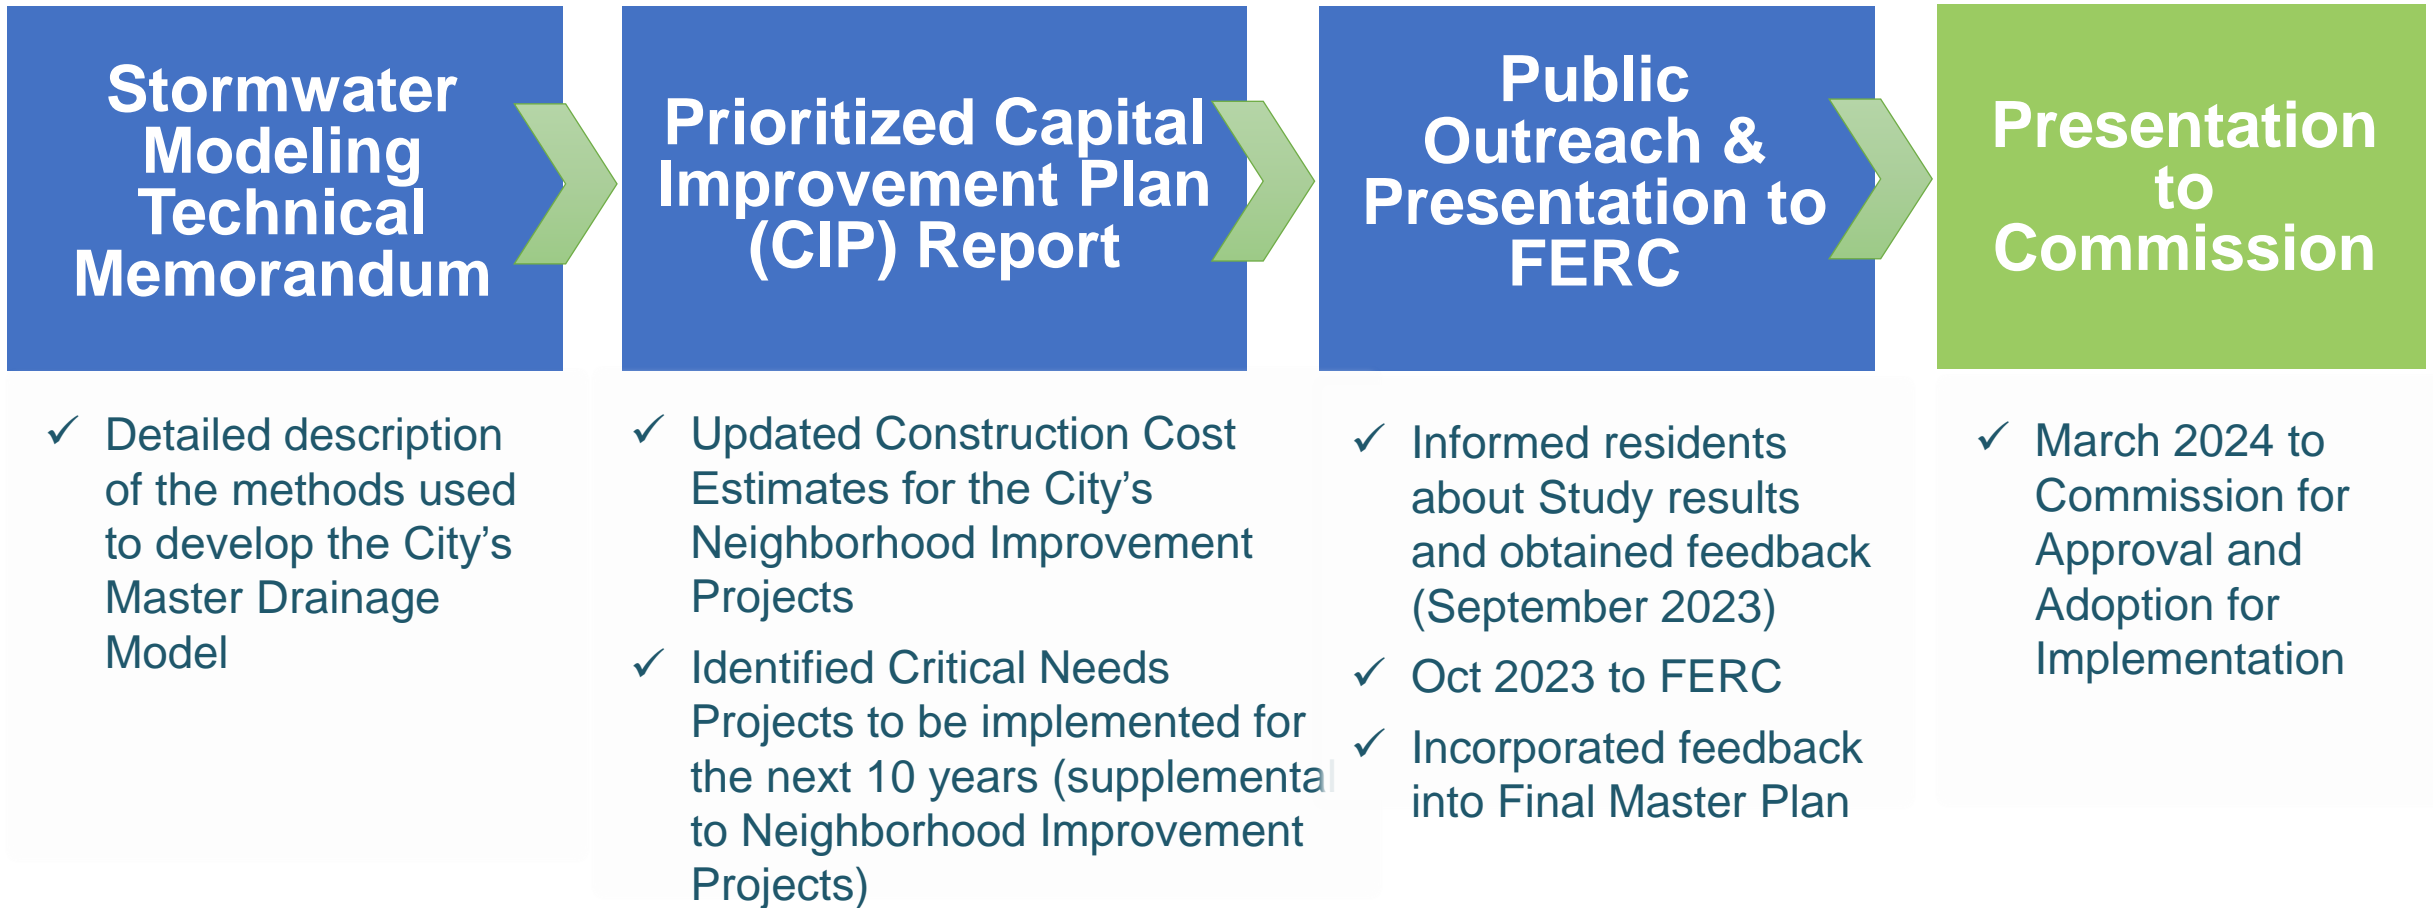 Stormwater
Modeling
Technical
Memorandum
✓ Detailed description
of the methods used
to develop the City’s
Master Drainage
Model
Prioritized Capital
Improvement Plan
(CIP) Report
✓ Updated Construction Cost
Estimates for the City’s
Neighborhood Improvement
Projects
✓ Identified Critical Needs
Projects to be implemented for
the next 10 years (supplemental
to Neighborhood Improvement
Projects)
Public
Outreach &
Presentation to
FERC
✓ Informed residents
about Study results
and obtained feedback
(September 2023)
✓ Oct 2023 to FERC
✓ Incorporated feedback
into Final Master Plan
Presentation
to
Commission
✓ March 2024 to
Commission for
Approval and
Adoption for
Implementation